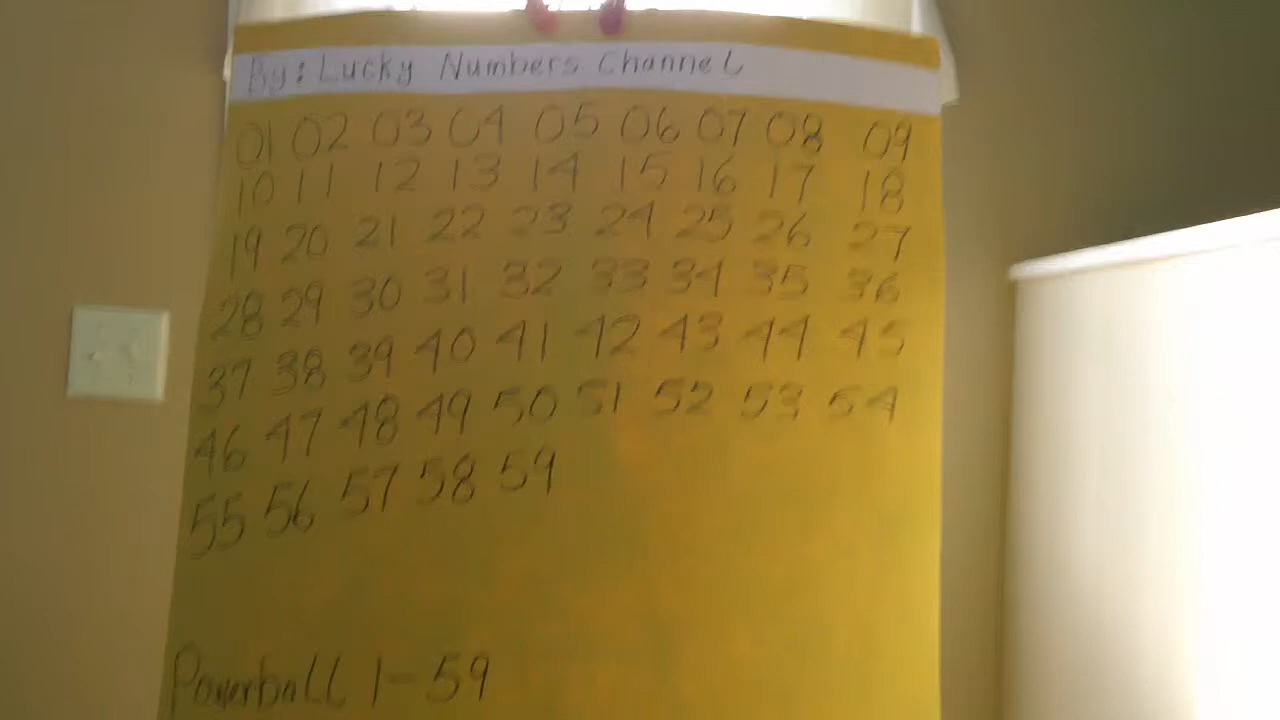 By: Lucky Numbers Channel
01 02 03 04 05 06 07 08 09
10 11 12 13 14 15 16 17 18
19 20 21 22 23 24 25 26 27
28 29 30 31 32 33 34 35 36
37 38 39 40 41 42 43 44 45
46 47 48 49 50 51 52 53 54
55 56 57 58 59
Powerball 1-59